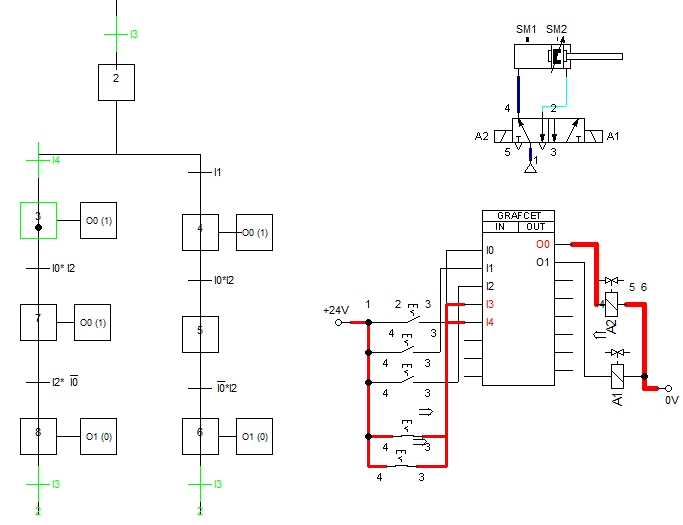 I3
2
I4
I1
3
O0 (1)
4
O0 (1)
I0* I2
I0*I2
7
O0 (1)
5
I2* I0
I0*I2
8
O1 (0)
6
O1 (0)
I3
I3
SM1 SM2
4 2
A2 A1
5 1 3
GRAFCET
IN OUT
I0 O0
I1 O1
I2
I3
I4
+24V
1 2 3
4 3
4 3
4 3
4 3
4 5 6
A2
A1
0V